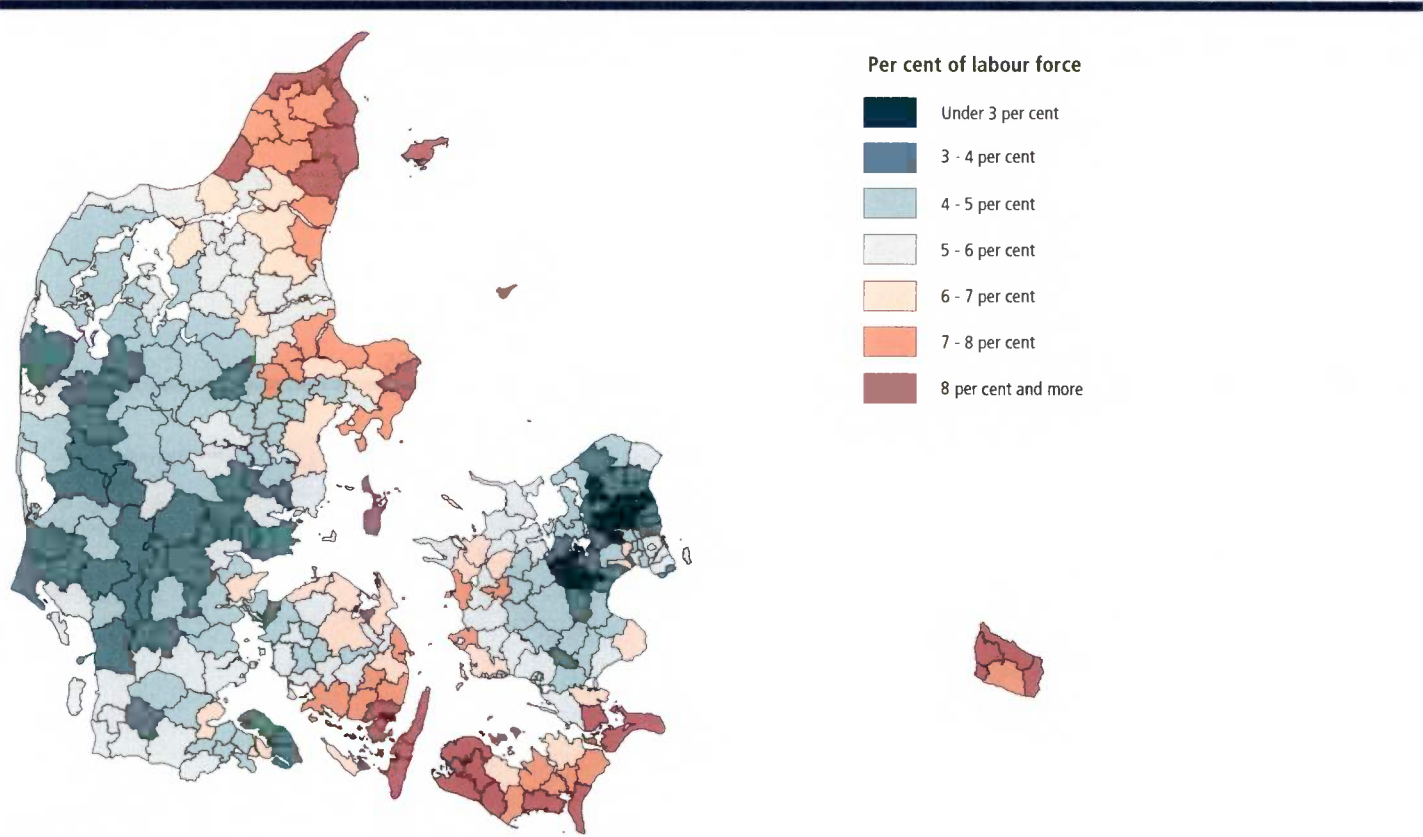 Per cent of labour force
Under 3 per cent
3 - 4 per cent
4 - 5 per cent
5 - 6 per cent
6 - 7 per cent
7 - 8 per cent
8 per cent and more